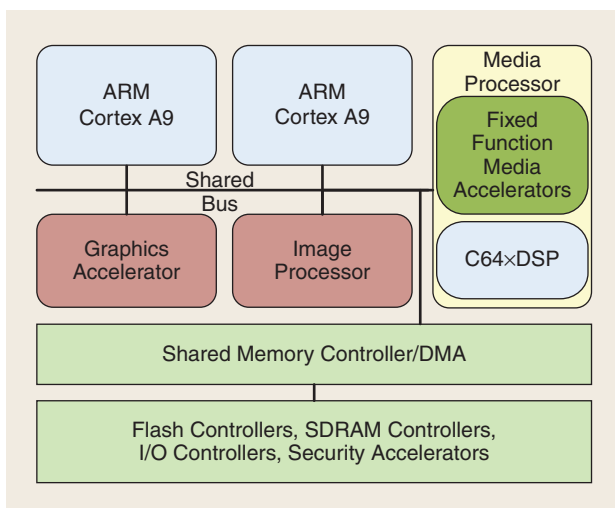 ARM
Cortex A9
ARM
Cortex A9
Media
Processor
Fixed
Function
Media
Accelerators
Shared
Bus
Graphics
Accelerator
Image
Processor
C64×DSP
Shared Memory Controller/DMA
Flash Controllers, SDRAM Controllers,
I/O Controllers, Security Accelerators